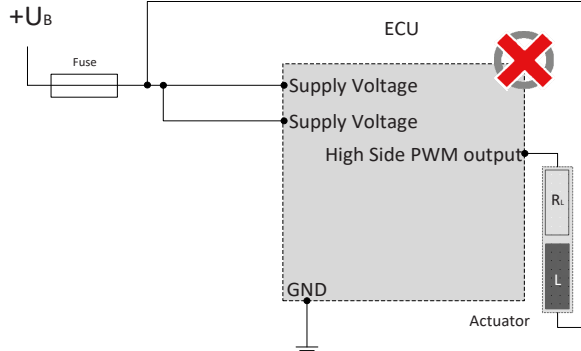 +UB
ECU
Fuse
Supply Voltage
Supply Voltage
High Side PWM output
RL
L
GND
Actuator